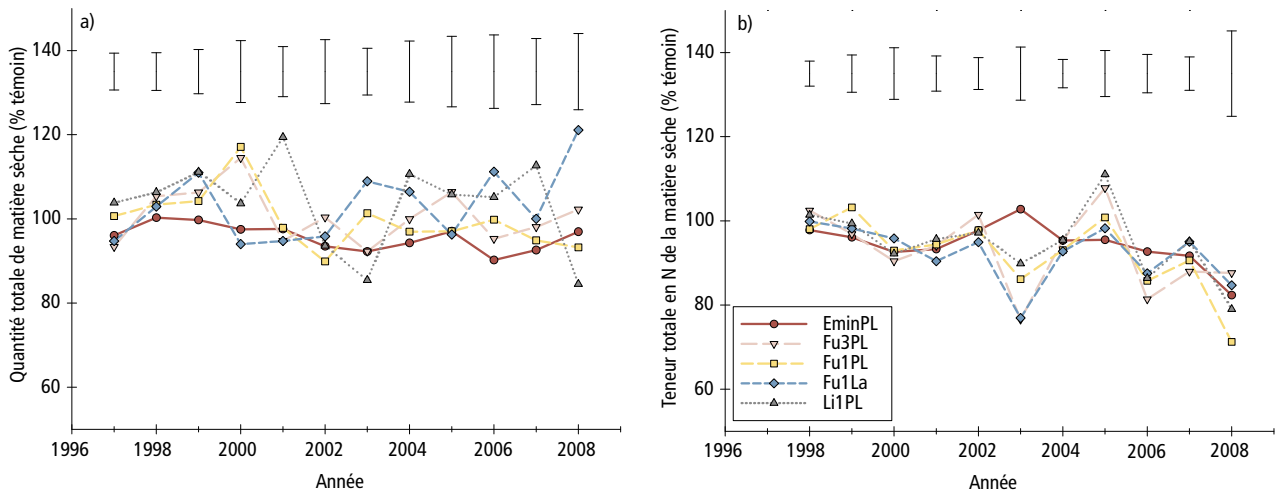 a)
Quantité totale de matière sèche (% témoin)
140
120
100
80
60
1996 1998 2000 2002 2004 2006 2008
Année
b)
Teneur totale en N de la matière sèche (% témoin)
140
120
100
80
60
EminPL
Fu3PL
Fu1PL
Fu1La
Li1PL
1996 1998 2000 2002 2004 2006 2008
Année